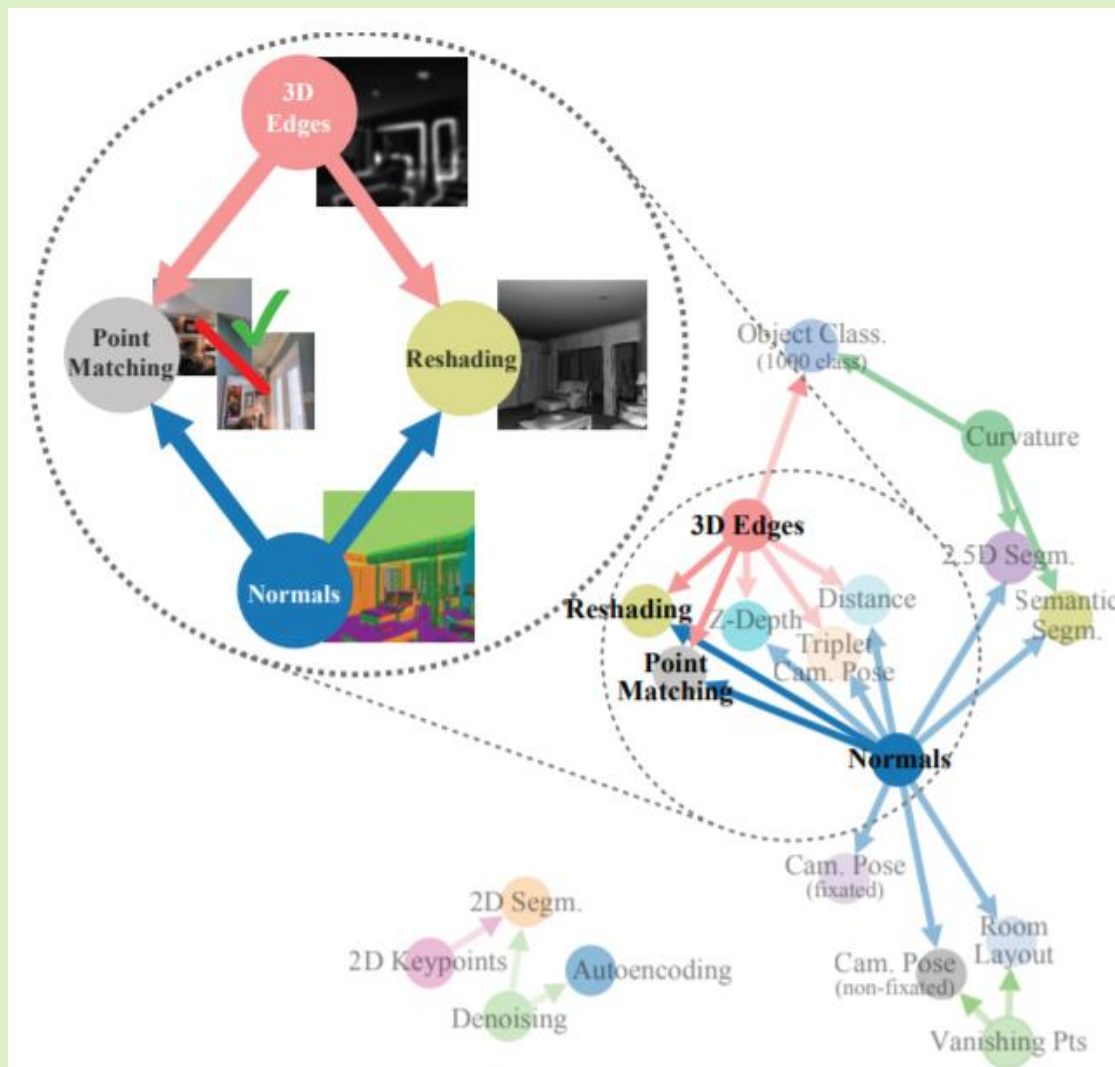 3D
Edges
Point
Matching
Reshading
Normals
Object Class.
(1000 class)
Curvature
3D Edges
2.5D Segm.
Reshading
Z-Depth
Distance
Semantic
Segm.
Triplet
Cam. Pose
Point
Matching
Normals
Cam. Pose
(fixated)
2D Segm.
2D Keypoints
Autoencoding
Denoising
Room
Layout
Cam. Pose
(non-fixated)
Vanishing Pts